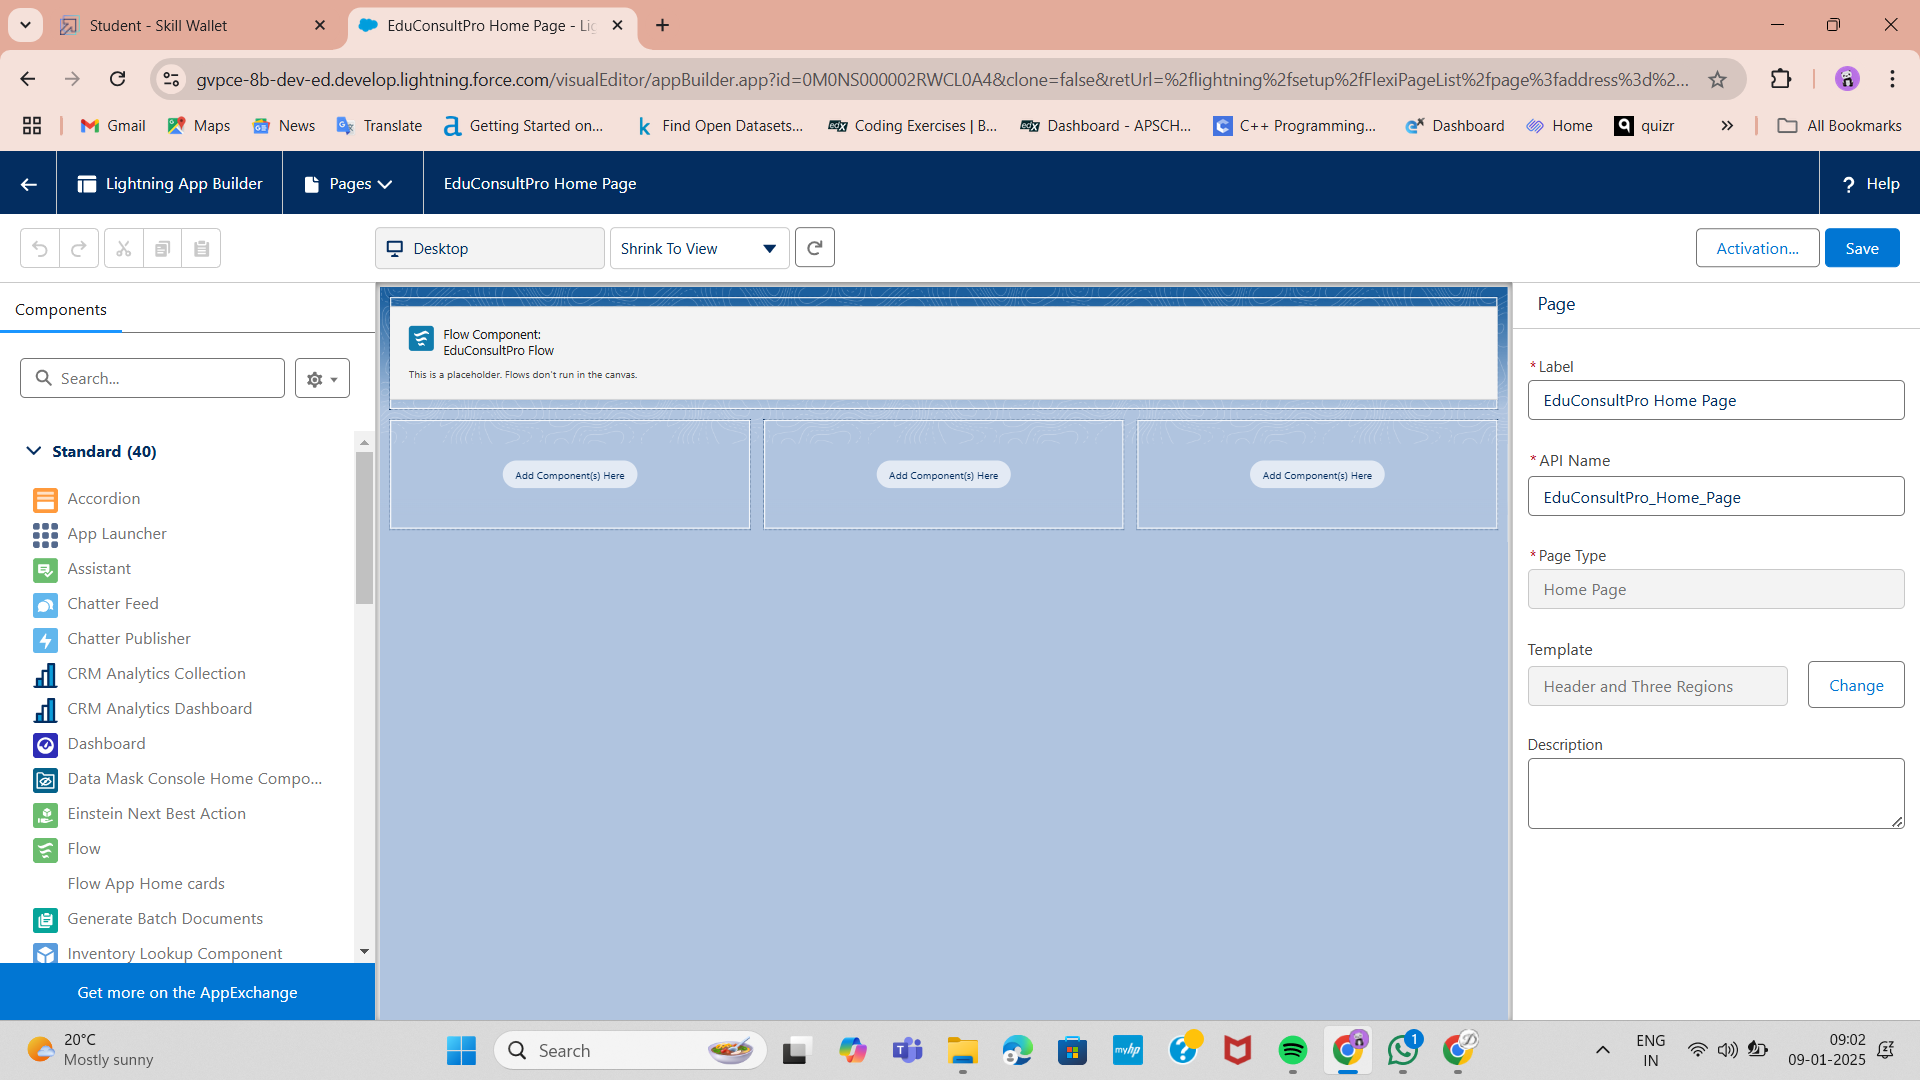 Student - Skill Wallet
EduConsultPro Home Page - Lig
gvpce-8b-dev-ed.develop.lightning.force.com/visualEditor/appBuilder.app?id=0M0NS000002RWCL0A4&clone=false&retUrl=%2flightning%2fsetup%2fFlexiPageList%2fpage%3faddress%3d%2...
Gmail
Maps
News
Translate
Getting Started on...
Find Open Datasets...
Coding Exercises | B...
Dashboard - APSCH...
C++ Programming...
Dashboard
Home
quizr
All Bookmarks
Lightning App Builder
Pages
EduConsultPro Home Page
? Help
Desktop
Shrink To View
Activation...
Save
Components
Search...
Standard (40)
Accordion
App Launcher
Assistant
Chatter Feed
Chatter Publisher
CRM Analytics Collection
CRM Analytics Dashboard
Dashboard
Data Mask Console Home Compo...
Einstein Next Best Action
Flow
Flow App Home cards
Generate Batch Documents
Inventory Lookup Component
Get more on the AppExchange
Flow Component:
EduConsultPro Flow
This is a placeholder. Flows don't run in the canvas.
Add Component(s) Here
Add Component(s) Here
Add Component(s) Here
Page
*Label
EduConsultPro Home Page
*API Name
EduConsultPro_Home_Page
*Page Type
Home Page
Template
Header and Three Regions
Change
Description
20°C
Mostly sunny
Search
myhp
1
ENG
IN
09:02
09-01-2025